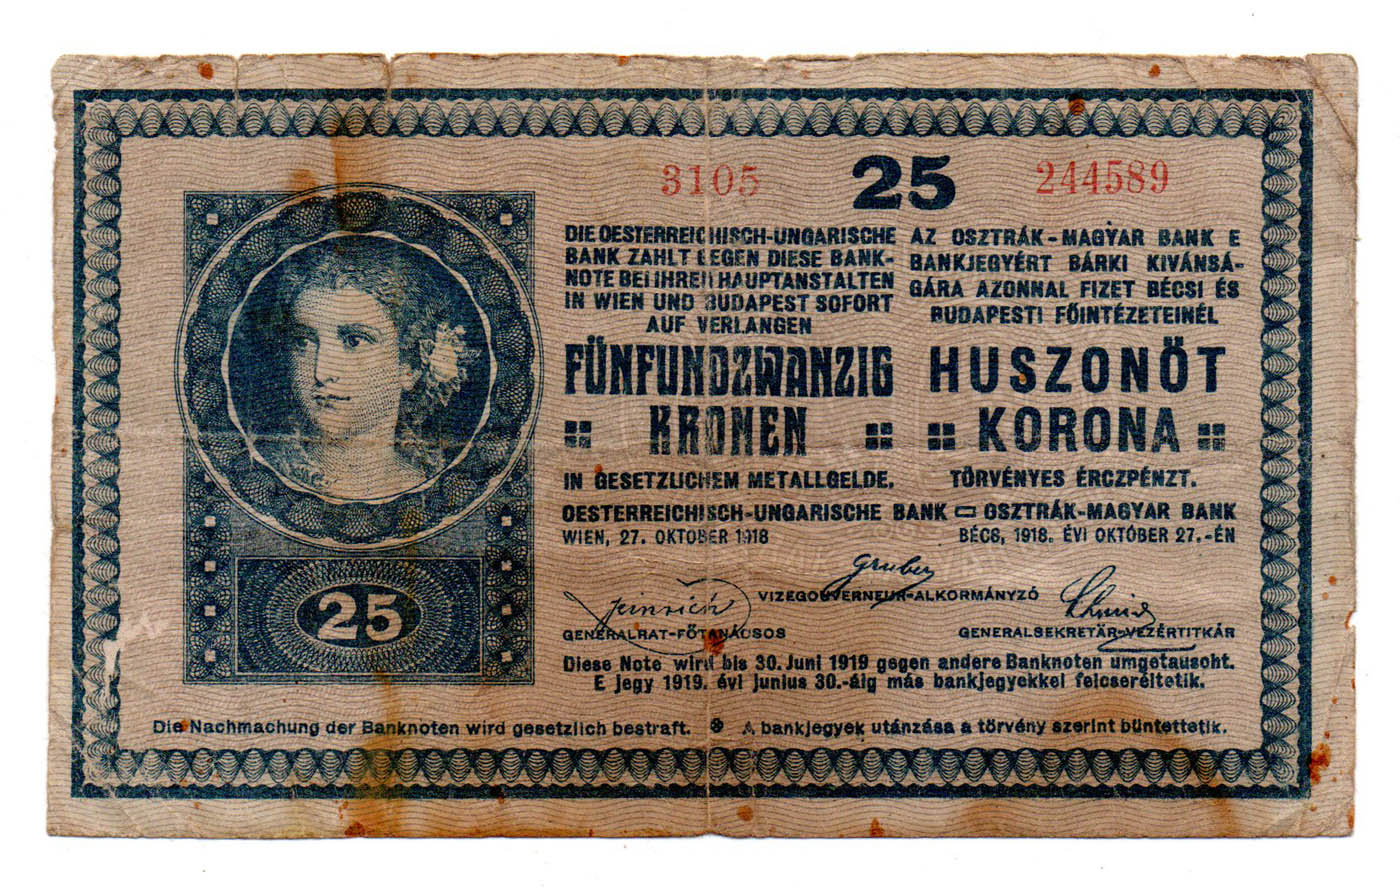 3105 25 244589
DIE OESTERREICHISCH-UNGARISCHE
BANK ZAHLT GEGEN DIESE BANK-
NOTE BEI IHREN HAUPTANSTALTEN
IN WIEN UND BUDAPEST SOFORT
AUF VERLANGEN
FÜNFUNDZWANZIG
KRONEN
IN GESETZLICHEM METALLGELDE.
AZ OSZTRÁK-MAGYAR BANK E
BANKJEGYÉRT BÁRKI KIVÁNSÁ-
GÁRA AZONNAL FIZET BÉCSI ÉS
BUDAPESTI FŐINTÉZETEINÉL
HUSZONÖT
KORONA
TÖRVÉNYES ÉRCZPÉNZT.
OESTERREICHISCH-UNGARISCHE BANK = OSZTRÁK-MAGYAR BANK
WIEN, 27. OKTOBER 1918
BÉCS, 1918. ÉVI OKTÓBER 27.-ÉN
Gruber
VIZEGOUVERNEUR-ALKORMÁNYZÓ
GENERALRAT-FŐTANÁCSOS
Schmid
GENERALSEKRETÄR-VEZÉRTITKÁR
25
Diese Note wird bis 30. Juni 1919 gegen andere Banknoten umgetauscht.
E jegy 1919. évi junius 30.-áig más bankjegyekkel felcseréltetik.
Die Nachmachung der Banknoten wird gesetzlich bestraft. A bankjegyek utánzása a törvény szerint büntettetik.